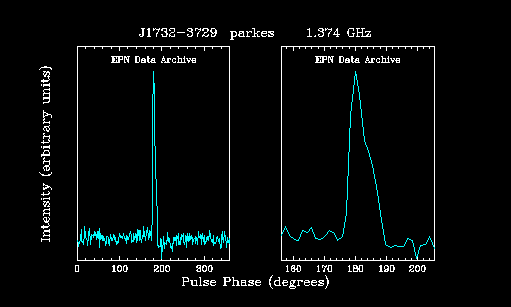 J1732-3729 parkes 1.374 GHz
EPN Data Archive EPN Data Archive
Intensity (arbitrary units)
0 100 200 300 160 170 180 190 200
Pulse Phase (degrees)